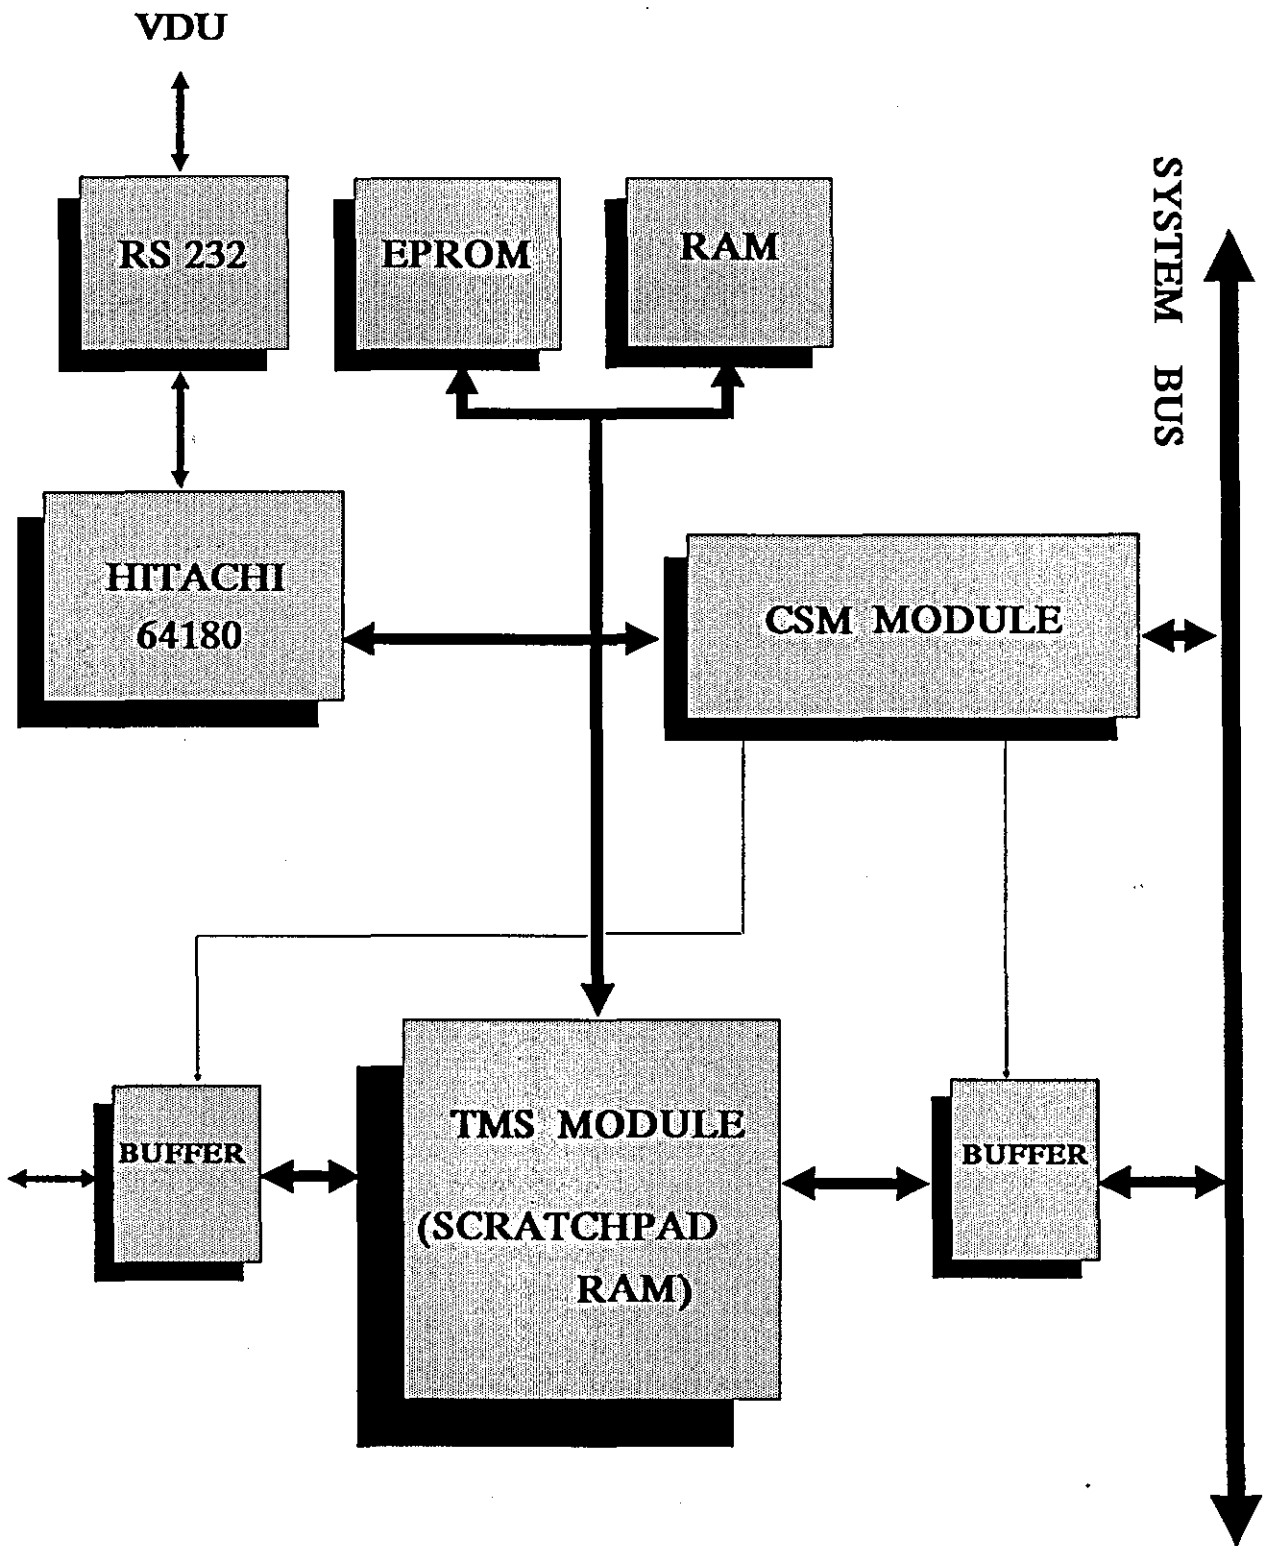 VDU
RS 232
EPROM
RAM
SYSTEM BUS
HITACHI
64180
CSM MODULE
BUFFER
TMS MODULE
(SCRATCHPAD
RAM)
BUFFER